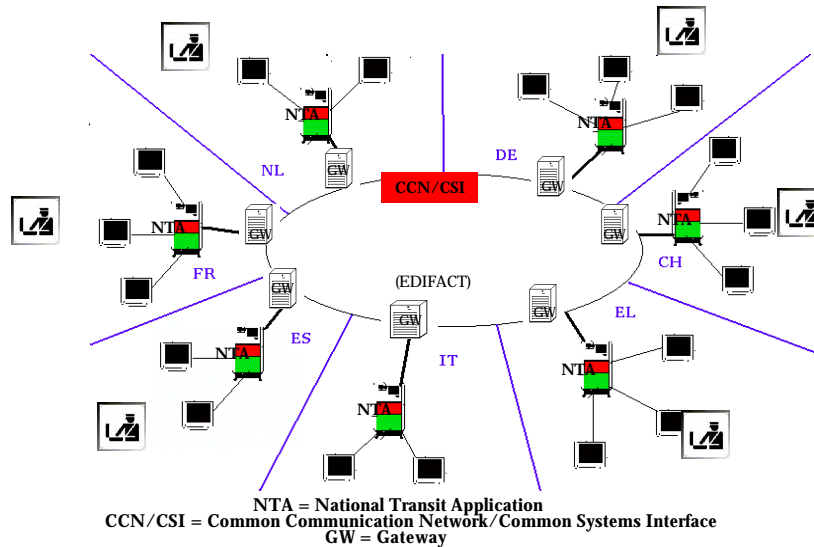 NTA
NTA
NL
DE
GW
GW
CCN/CSI
NTA
NTA
GW
GW
CH
FR
(EDIFACT)
GW
GW
GW
EL
ES
NTA
IT
NTA
NTA
NTA = National Transit Application
CCN/CSI = Common Communication Network/Common Systems Interface
GW = Gateway